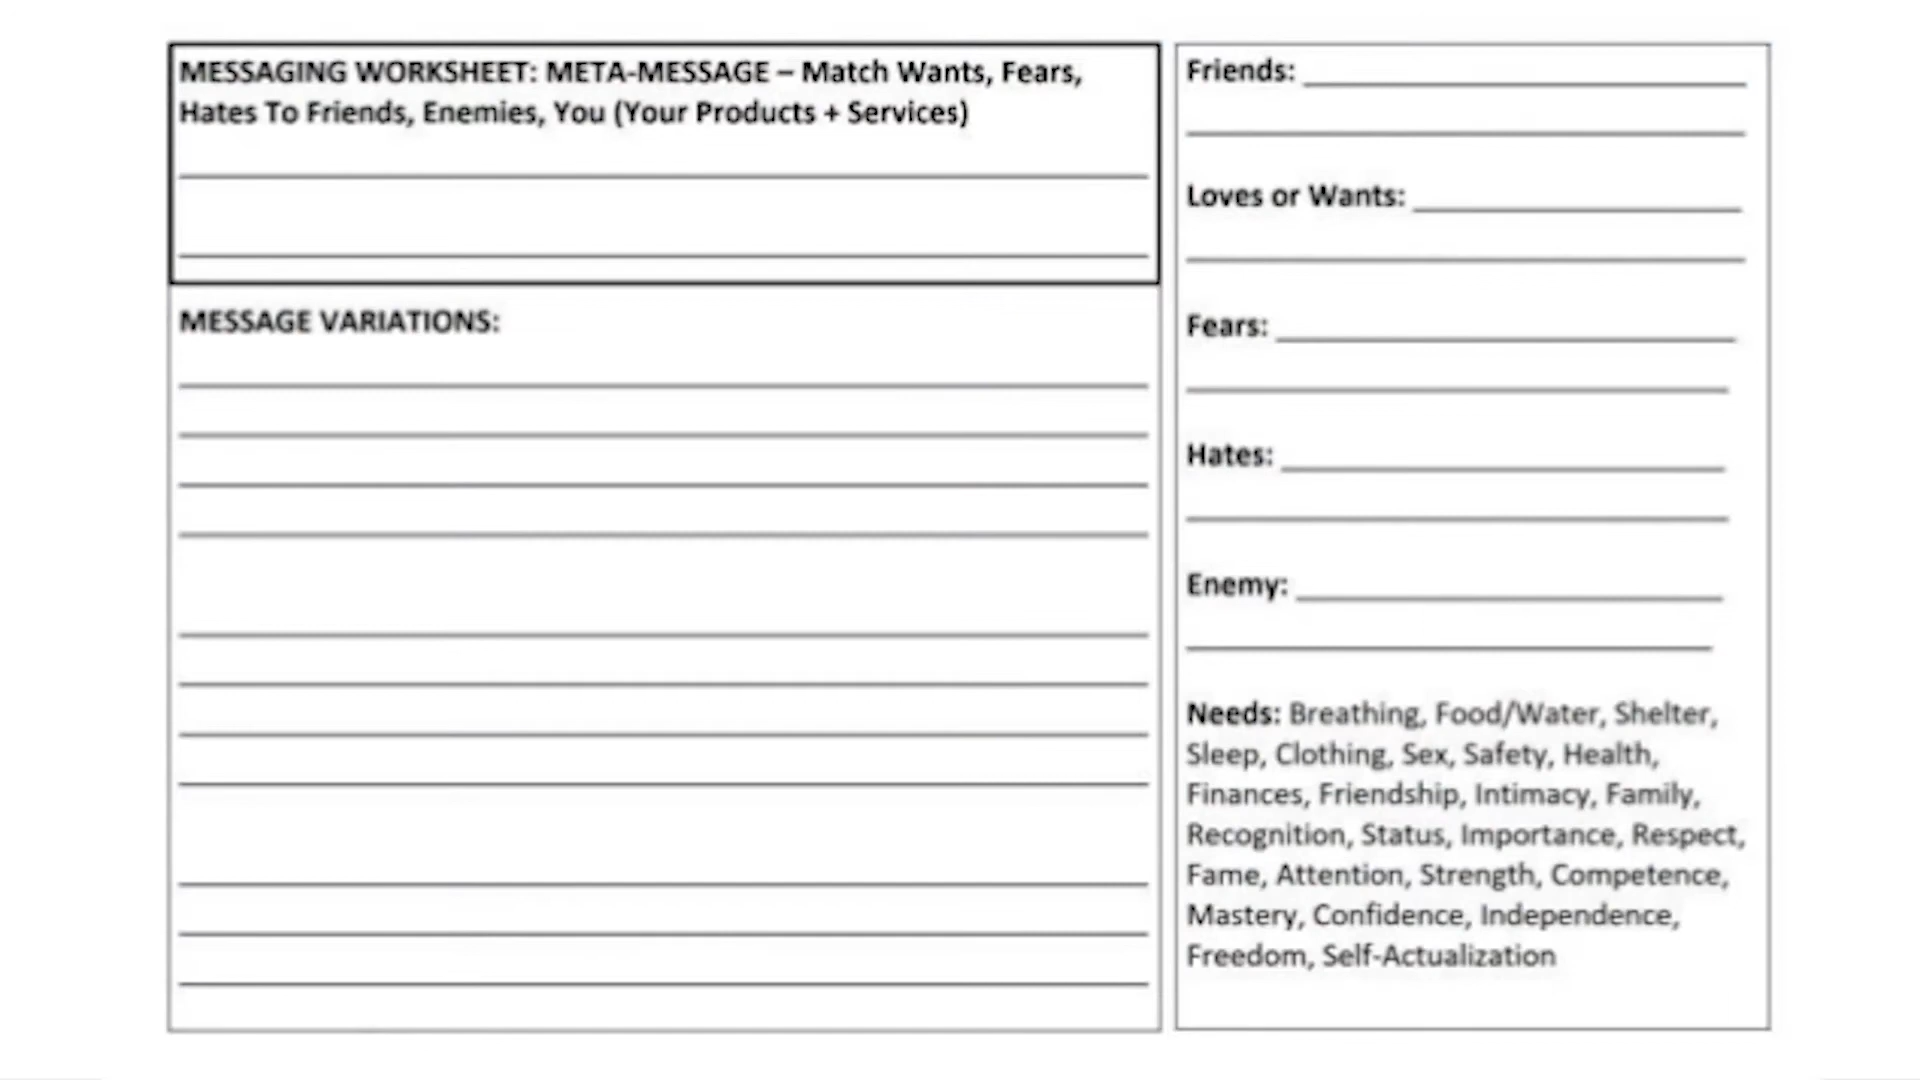 MESSAGING WORKSHEET: META-MESSAGE – Match Wants, Fears,
Hates To Friends, Enemies, You (Your Products + Services)
MESSAGE VARIATIONS:
Friends:
Loves or Wants:
Fears:
Hates:
Enemy:
Needs: Breathing, Food/Water, Shelter,
Sleep, Clothing, Sex, Safety, Health,
Finances, Friendship, Intimacy, Family,
Recognition, Status, Importance, Respect,
Fame, Attention, Strength, Competence,
Mastery, Confidence, Independence,
Freedom, Self-Actualization